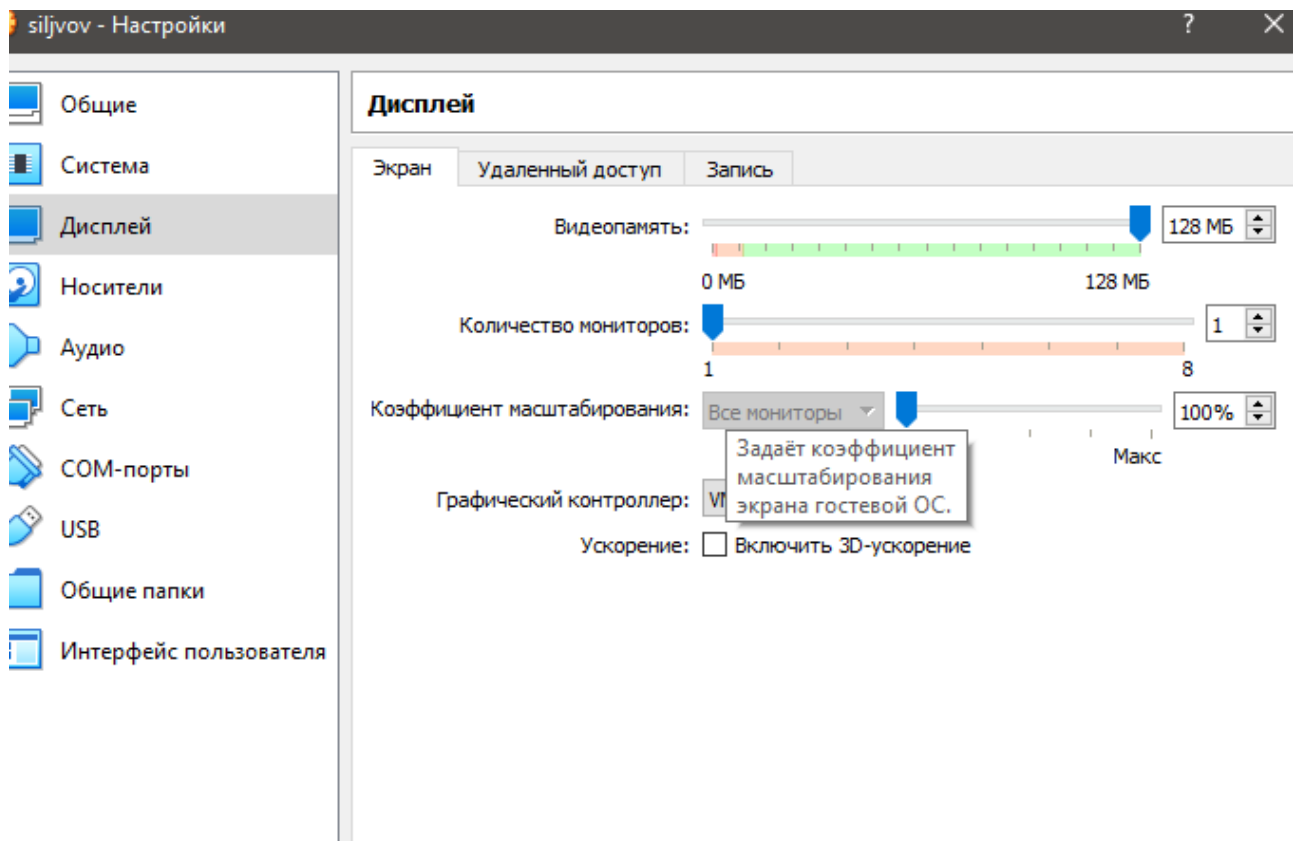 siljvov - Настройки
?
Общие
Система
Дисплей
Носители
Аудио
Сеть
COM-порты
USB
Общие папки
Интерфейс пользователя
Дисплей
Экран Удаленный доступ Запись
Видеопамять: 128 МБ
0 МБ 128 МБ
Количество мониторов: 1
1 8
Коэффициент масштабирования: Все мониторы 100%
Макс
Задаёт коэффициент
масштабирования
экрана гостевой ОС.
Графический контроллер:
Ускорение: Включить 3D-ускорение